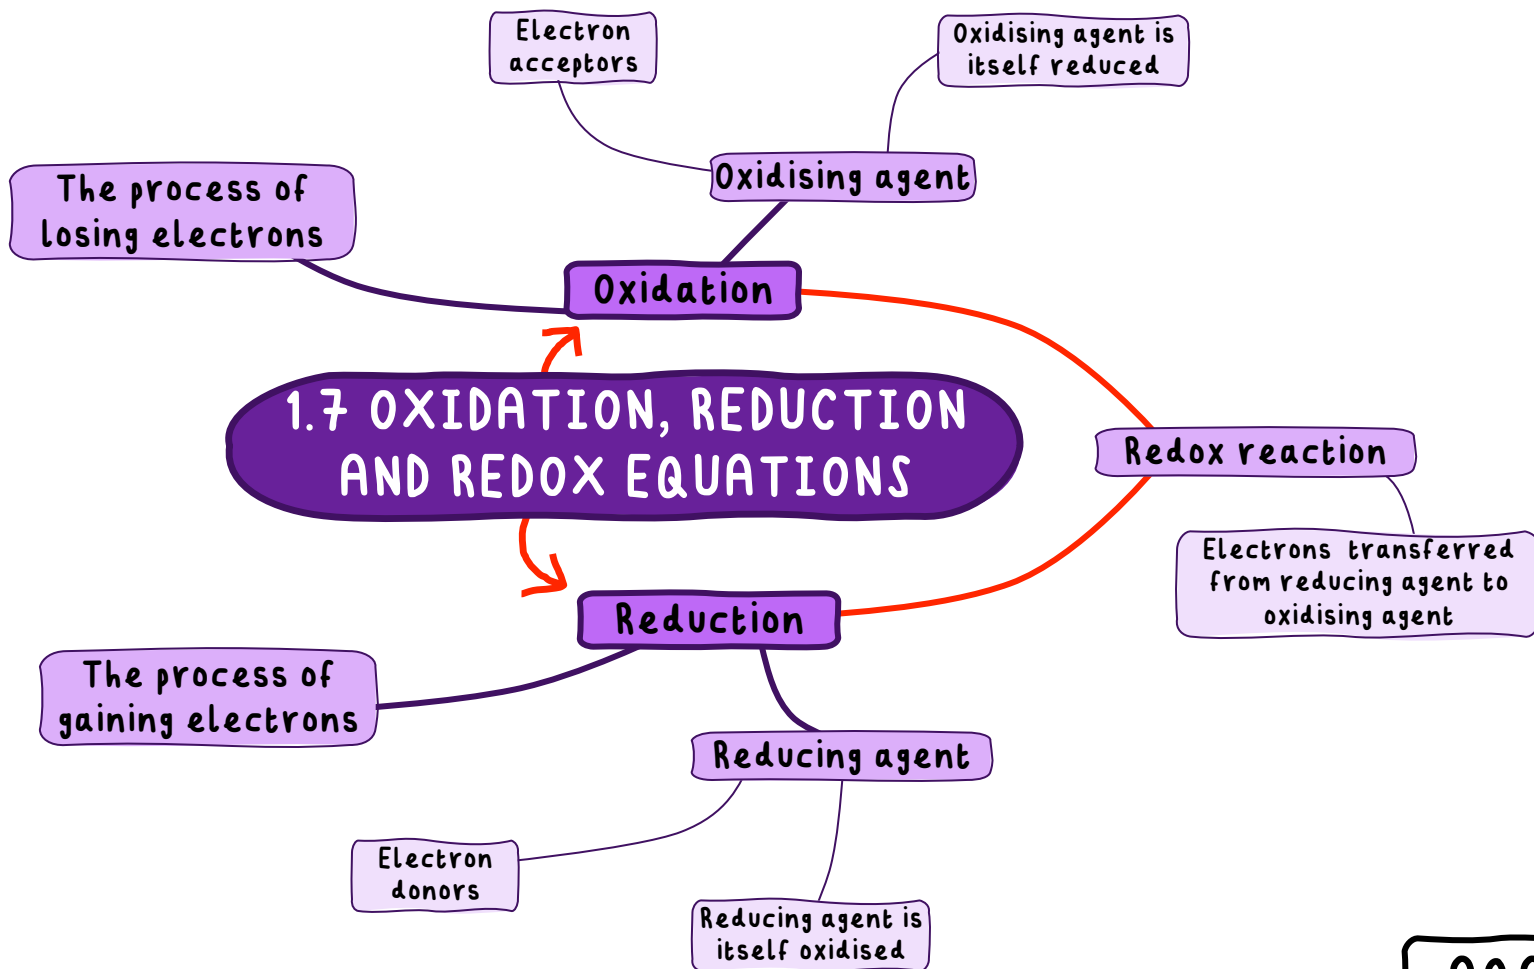 Electron
acceptors
Oxidising agent is
itself reduced
Oxidising agent
The process of
losing electrons
Oxidation
1.7 OXIDATION, REDUCTION
AND REDOX EQUATIONS
Redox reaction
Electrons transferred
from reducing agent to
oxidising agent
Reduction
The process of
gaining electrons
Reducing agent
Electron
donors
Reducing agent is
itself oxidised